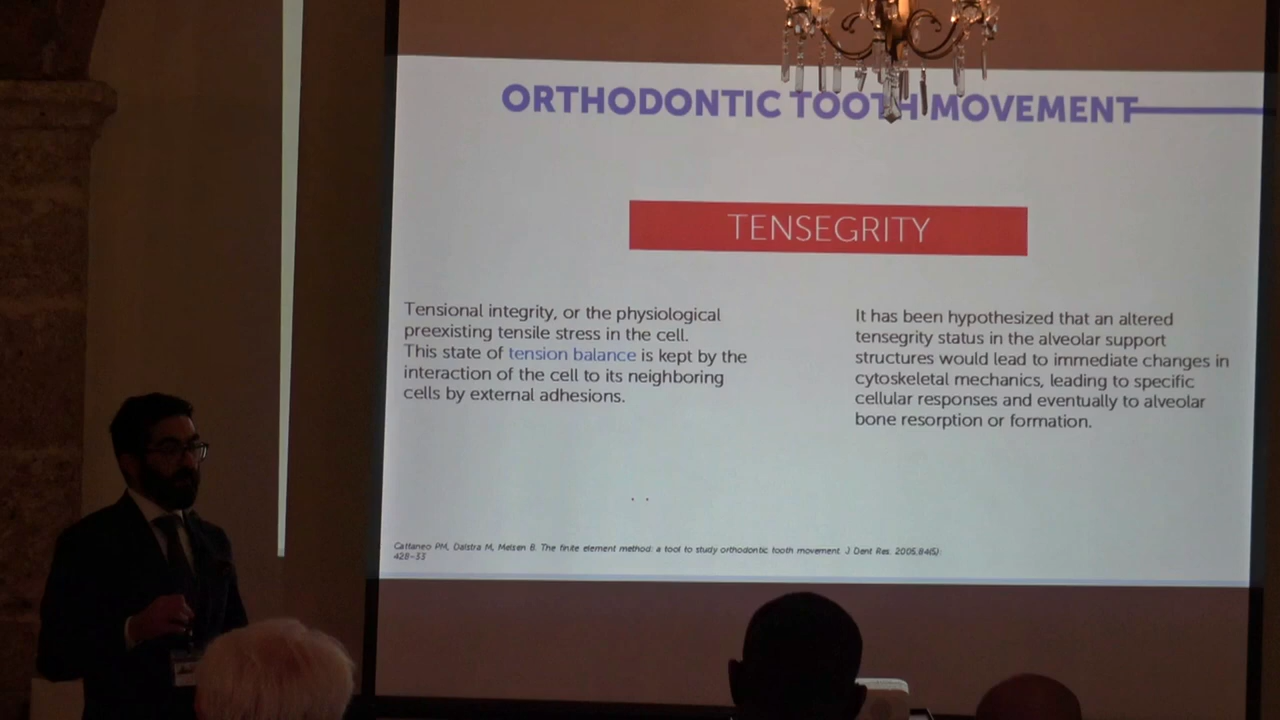 ORTHODONTIC TOOTH MOVEMENT
TENSEGRITY
Tensional integrity, or the physiological
preexisting tensile stress in the cell.
This state of tension balance is kept by the
interaction of the cell to its neighboring
cells by external adhesions.
It has been hypothesized that an altered
tensegrity status in the alveolar support
structures would lead to immediate changes in
cytoskeletal mechanics, leading to specific
cellular responses and eventually to alveolar
bone resorption or formation.
Cattaneo PM, Dalstra M, Melsen B. The finite element method: a tool to study orthodontic tooth movement. J Dent Res. 2005;84(5):
428-33